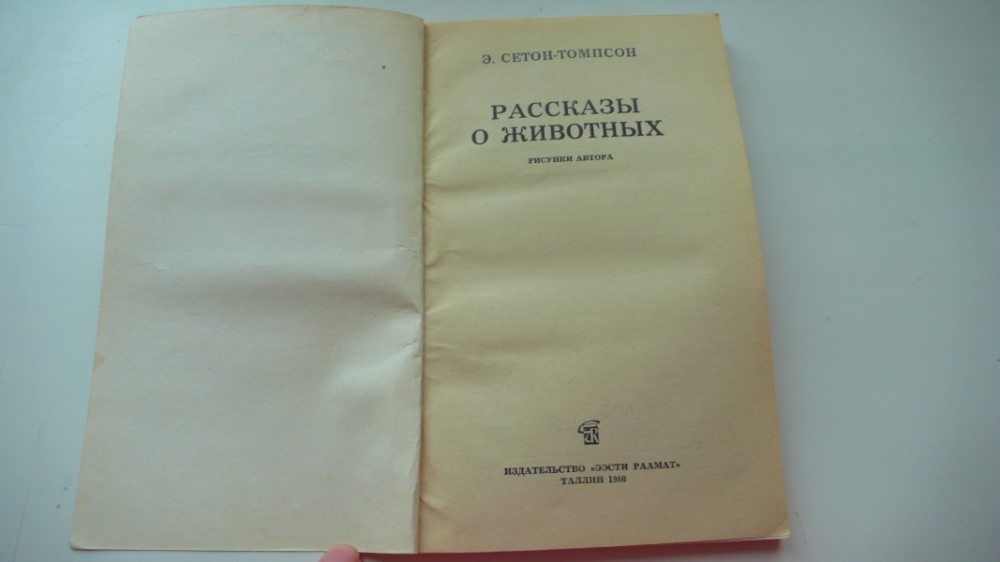 Э. СЕТОН-ТОМПСОН
РАССКАЗЫ
О ЖИВОТНЫХ
РИСУНКИ АВТОРА
ИЗДАТЕЛЬСТВО «ЭЭСТИ РААМАТ»
ТАЛЛИН 1980